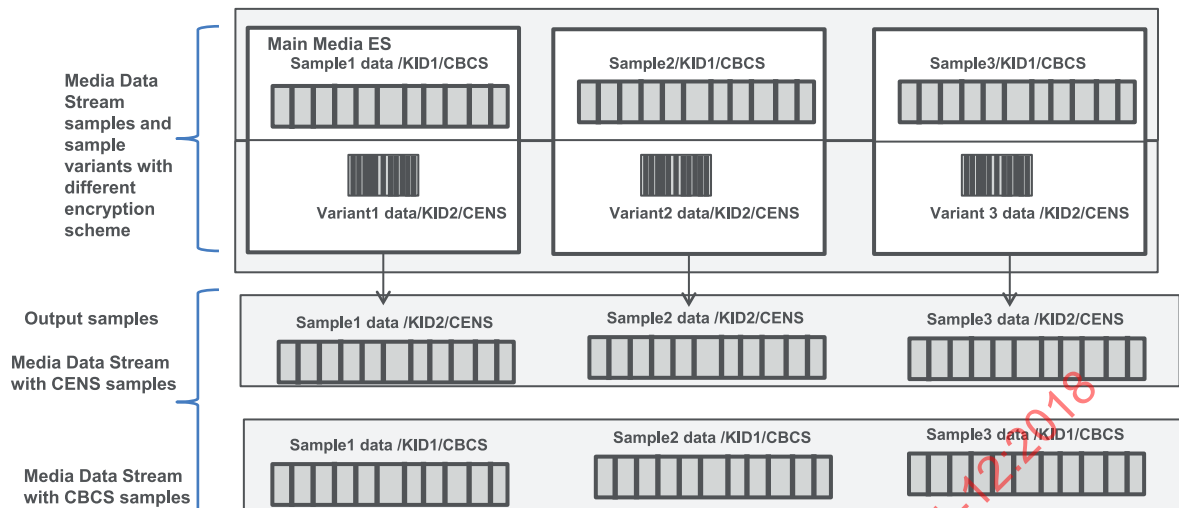 Main Media ES
Sample1 data /KID1/CBCS
Sample2/KID1/CBCS
Sample3/KID1/CBCS
Media Data
Stream
samples and
sample
variants with
different
encryption
scheme
Variant1 data/KID2/CENS
Variant2 data/KID2/CENS
Variant 3 data /KID2/CENS
Output samples
Sample1 data /KID2/CENS
Sample2 data /KID2/CENS
Sample3 data /KID2/CENS
Media Data Stream
with CENS samples
Sample1 data /KID1/CBCS
Sample2 data /KID1/CBCS
Sample3 data /KID1/CBCS
Media Data Stream
with CBCS samples
12:2018